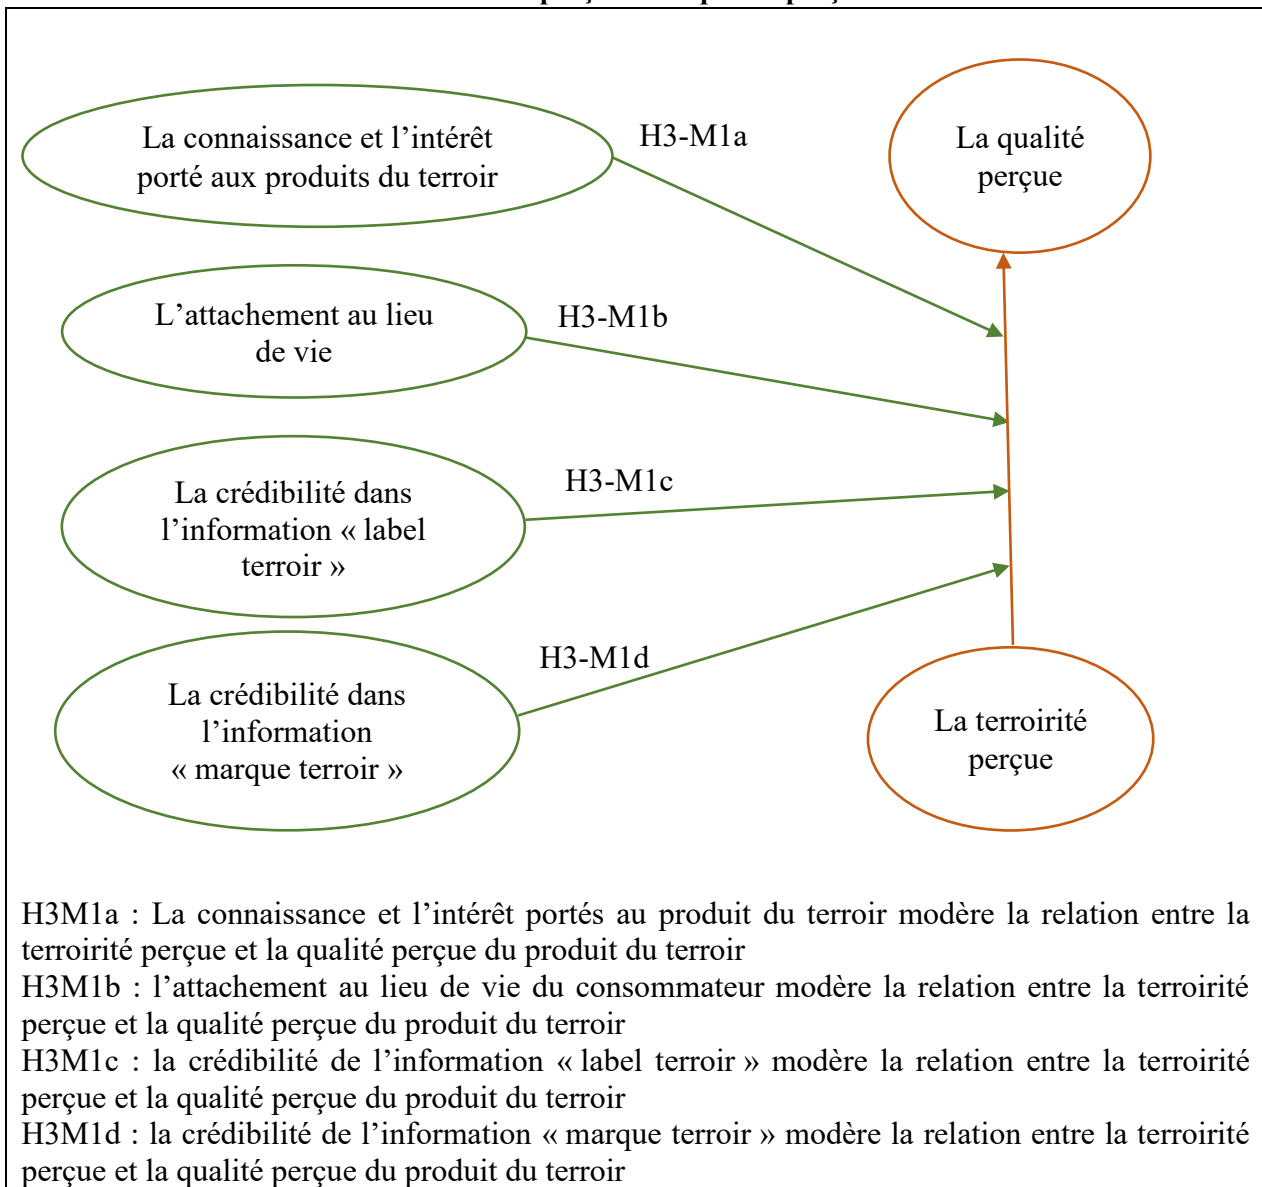 La connaissance et l’intérêt
porté aux produits du terroir
H3-M1a
La qualité
perçue
L’attachement au lieu
de vie
H3-M1b
La crédibilité dans
l’information « label
terroir »
H3-M1c
H3-M1d
La crédibilité dans
l’information
« marque terroir »
La terroirité
perçue
H3M1a : La connaissance et l’intérêt portés au produit du terroir modère la relation entre la
terroirité perçue et la qualité perçue du produit du terroir
H3M1b : l’attachement au lieu de vie du consommateur modère la relation entre la terroirité
perçue et la qualité perçue du produit du terroir
H3M1c : la crédibilité de l’information « label terroir » modère la relation entre la terroirité
perçue et la qualité perçue du produit du terroir
H3M1d : la crédibilité de l’information « marque terroir » modère la relation entre la terroirité
perçue et la qualité perçue du produit du terroir